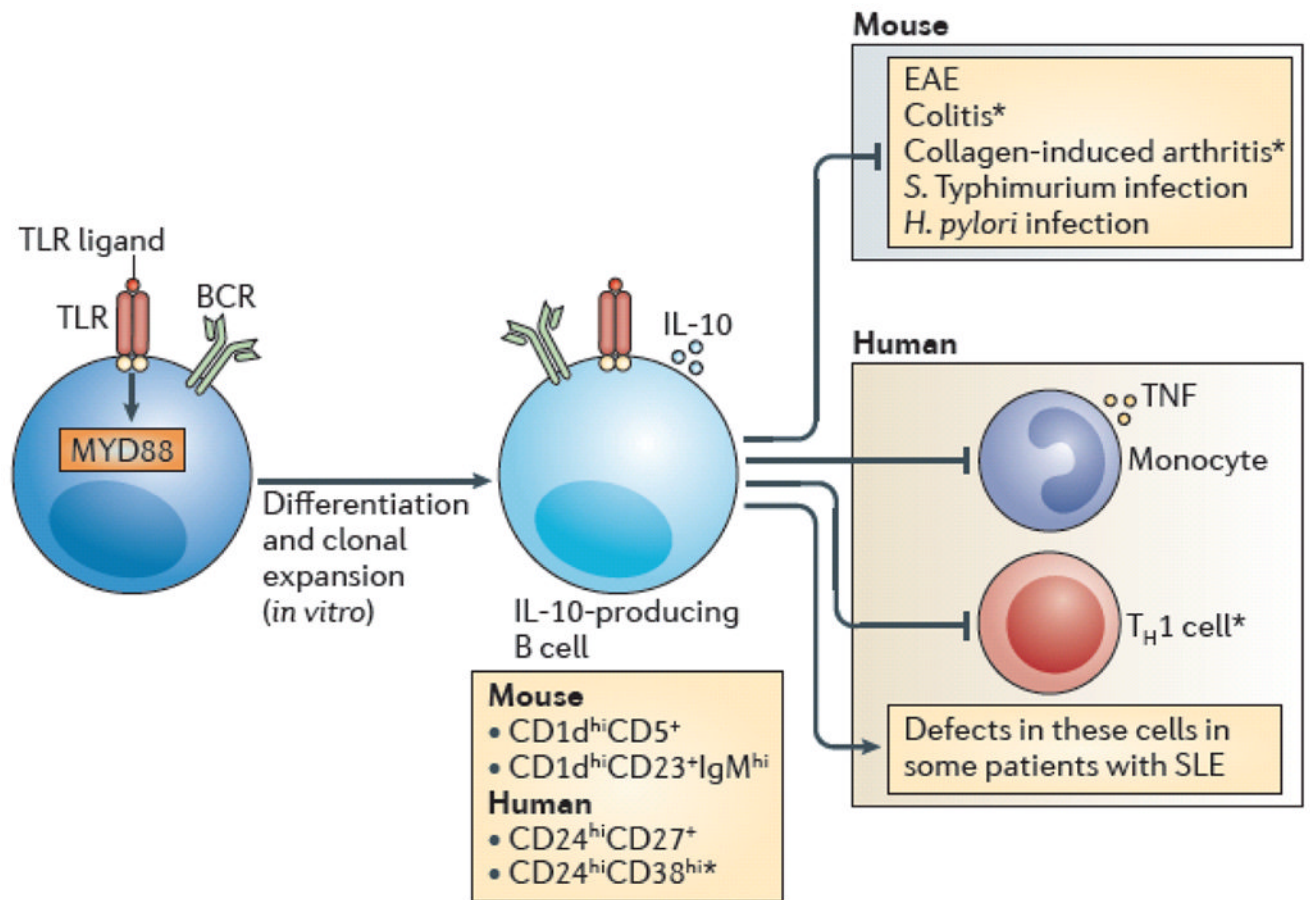 Mouse
EAE
Colitis*
Collagen-induced arthritis*
S. Typhimurium infection
H. pylori infection
TLR ligand
TLR
BCR
MYD88
Differentiation
and clonal
expansion
(in vitro)
IL-10
IL-10-producing
B cell
Mouse
• CD1dʰⁱCD5⁺
• CD1dʰⁱCD23⁺IgMʰⁱ
Human
• CD24ʰⁱCD27⁺
• CD24ʰⁱCD38ʰⁱ*
Human
TNF
Monocyte
T_H1 cell*
Defects in these cells in
some patients with SLE